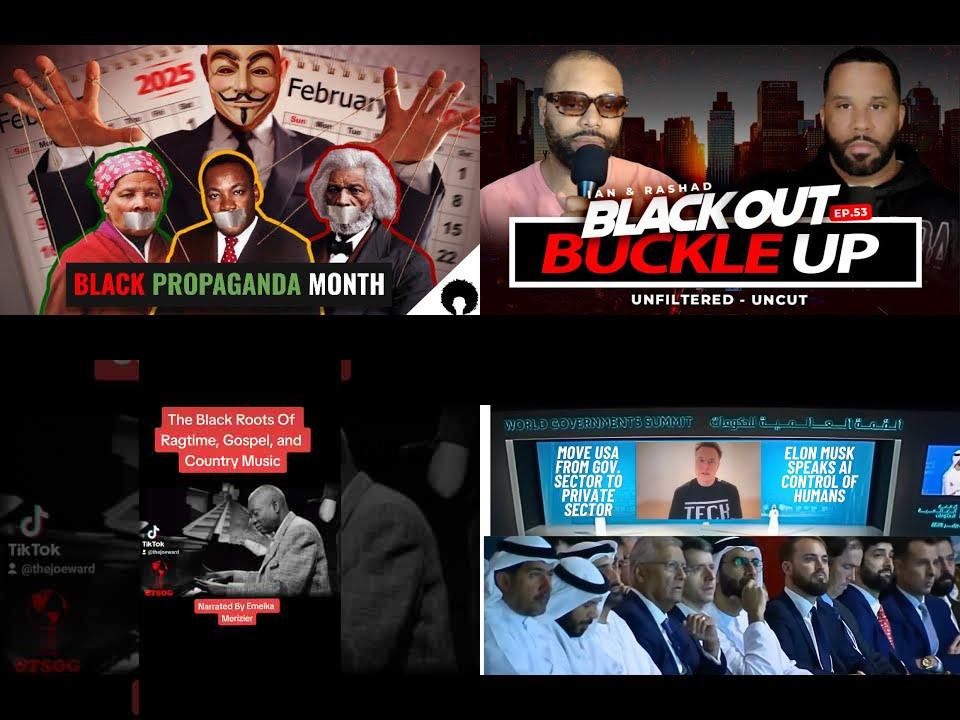 2025
February
Sun
Mon
Tue
1
8
15
22
BLACK PROPAGANDA MONTH
IAN & RASHAD
BLACKOUT
EP.53
BUCKLE UP
UNFILTERED - UNCUT
The Black Roots Of
Ragtime, Gospel, and
Country Music
TikTok
@thejoeward
TikTok
@thejoeward
OTSOG
OTSOG
Narrated By Emeika
Merizier
WORLD GOVERNMENTS SUMMIT القمة العالمية للحكومات
MOVE USA
FROM GOV.
SECTOR TO
PRIVATE
SECTOR
TECH
ELON MUSK
SPEAKS AI
CONTROL OF
HUMANS